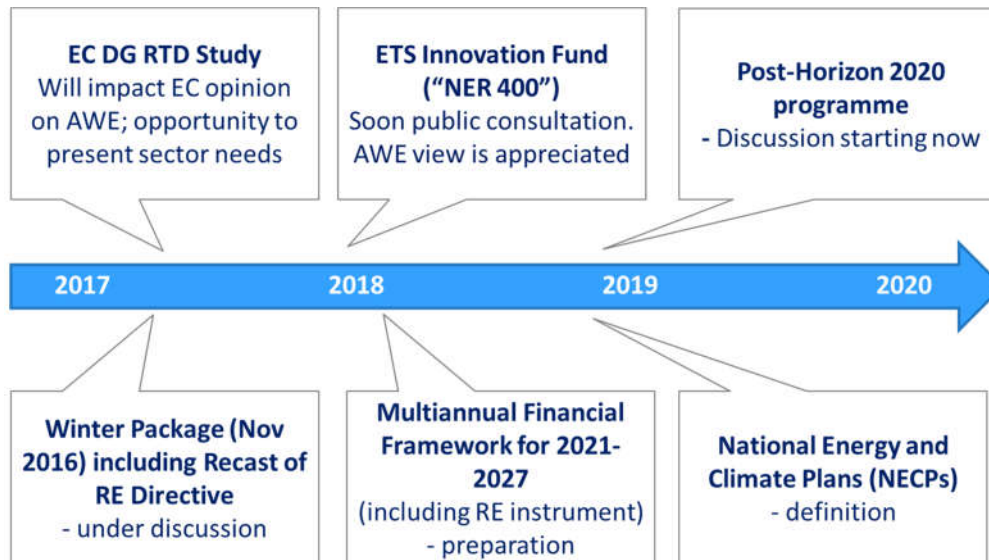 EC DG RTD Study
Will impact EC opinion
on AWE; opportunity to
present sector needs
ETS Innovation Fund
(“NER 400”)
Soon public consultation.
AWE view is appreciated
Post-Horizon 2020
programme
- Discussion starting now
2017 2018 2019 2020
Winter Package (Nov
2016) including Recast of
RE Directive
- under discussion
Multiannual Financial
Framework for 2021-
2027
(including RE instrument)
- preparation
National Energy and
Climate Plans (NECPs)
- definition